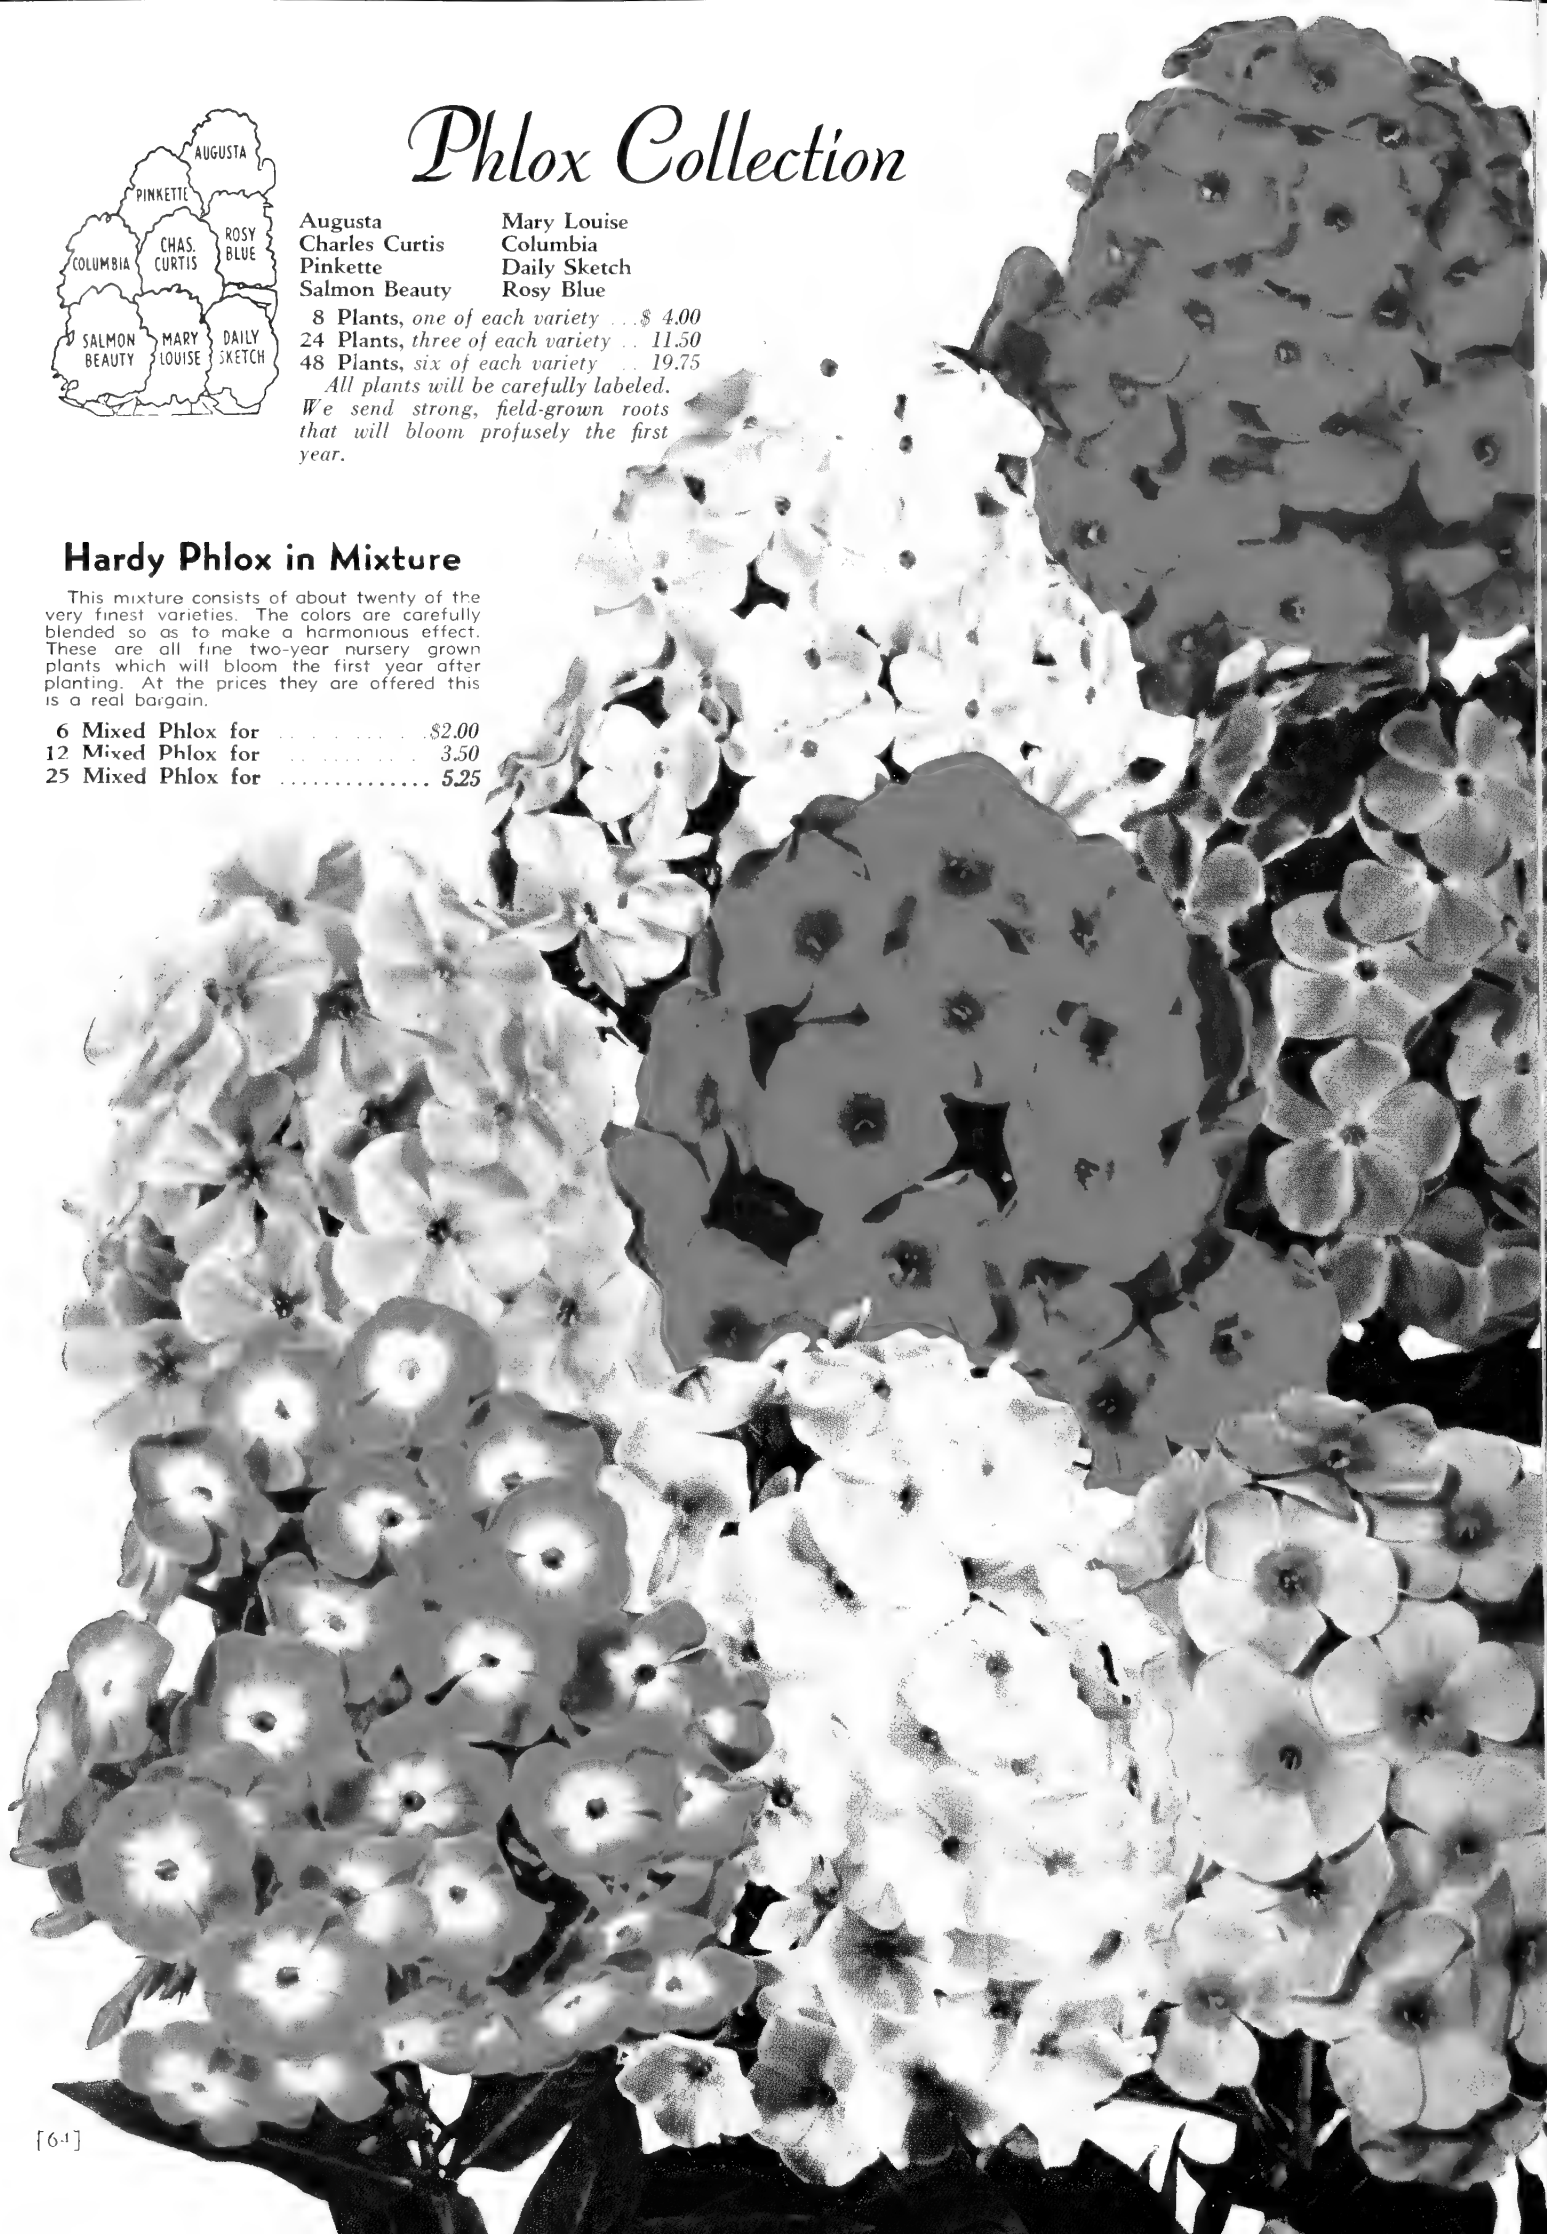 Phlox Collection
AUGUSTA
PINKETTE
COLUMBIA
CHAS.
CURTIS
ROSY
BLUE
SALMON
BEAUTY
MARY
LOUISE
DAILY
SKETCH
Augusta
Charles Curtis
Pinkette
Salmon Beauty
Mary Louise
Columbia
Daily Sketch
Rosy Blue
8 Plants, one of each variety ...$ 4.00
24 Plants, three of each variety .. 11.50
48 Plants, six of each variety .. 19.75
All plants will be carefully labeled.
We send strong, field-grown roots
that will bloom profusely the first
year.
Hardy Phlox in Mixture
This mixture consists of about twenty of the
very finest varieties. The colors are carefully
blended so as to make a harmonious effect.
These are all fine two-year nursery grown
plants which will bloom the first year after
planting. At the prices they are offered this
is a real bargain.
6 Mixed Phlox for . . . . . . . . .$2.00
12 Mixed Phlox for .......... 3.50
25 Mixed Phlox for .............. 5.25